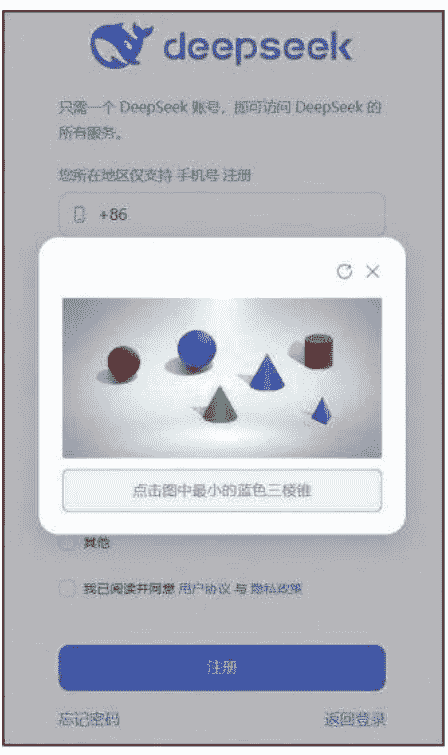 deepseek
只需一个 DeepSeek 账号，即可访问 DeepSeek 的
所有服务。
您所在地区仅支持 手机号 注册
+86
点击图中最小的蓝色三棱锥
其他
我已阅读并同意 用户协议 与 隐私政策
注册
忘记密码
返回登录